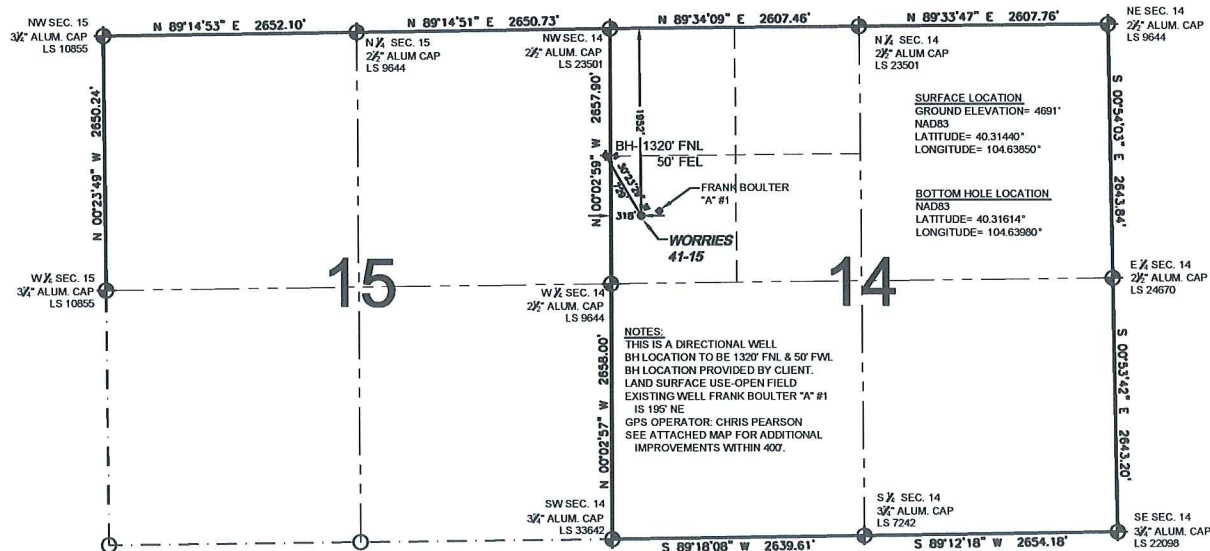 NW SEC. 15
3¼" ALUM. CAP
LS 10855
N 89°14'53" E 2652.10'
N ¼ SEC. 15
2½" ALUM CAP
LS 9644
N 89°14'51" E 2650.73'
NW SEC. 14
2½" ALUM. CAP
LS 23501
N 89°34'09" E 2607.46'
N ¼ SEC. 14
2½" ALUM CAP
LS 23501
N 89°33'47" E 2607.76'
NE SEC. 14
2½" ALUM CAP
LS 9644
N 00°23'49" W 2650.24'
N 00°02'59" W 2657.90'
1952'
BH- 1320' FNL
50' FEL
729'
318'
FRANK BOULTER
"A" #1
WORRIES
41-15
SURFACE LOCATION
GROUND ELEVATION= 4691'
NAD83
LATITUDE= 40.31440°
LONGITUDE= 104.63850°
BOTTOM HOLE LOCATION
NAD83
LATITUDE= 40.31614°
LONGITUDE= 104.63980°
S 00°54'03" E 2643.84'
W ¼ SEC. 15
3¼" ALUM. CAP
LS 10855
15
W ¼ SEC. 14
2½" ALUM. CAP
LS 9644
14
E ¼ SEC. 14
2½" ALUM CAP
LS 24670
NOTES:
THIS IS A DIRECTIONAL WELL
BH LOCATION TO BE 1320' FNL & 50' FWL
BH LOCATION PROVIDED BY CLIENT.
LAND SURFACE USE-OPEN FIELD
EXISTING WELL FRANK BOULTER "A" #1
IS 195' NE
GPS OPERATOR: CHRIS PEARSON
SEE ATTACHED MAP FOR ADDITIONAL
IMPROVEMENTS WITHIN 400'.
N 00°02'57" W 2658.00'
S 00°53'42" E 2643.20'
SW SEC. 14
3¼" ALUM. CAP
LS 33642
S 89°18'08" W 2639.61'
S ¼ SEC. 14
3¼" ALUM. CAP
LS 7242
S 89°12'18" W 2654.18'
SE SEC. 14
3¼" ALUM. CAP
LS 22098